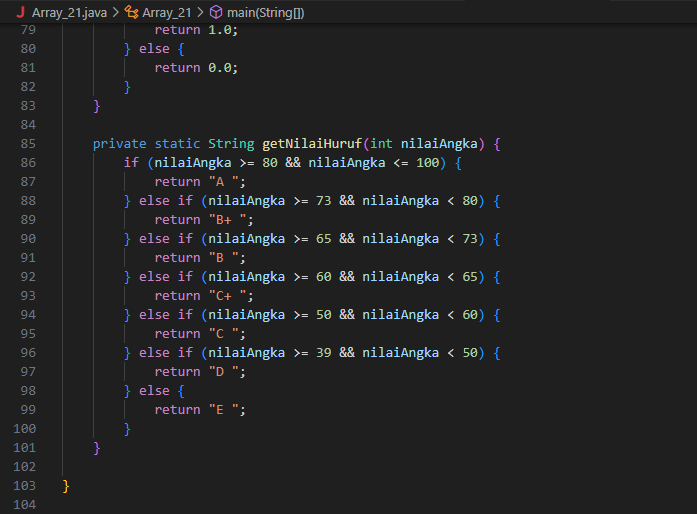 Array_21.java > Array_21 > main(String[])
79 return 1.0;
80 } else {
81 return 0.0;
82 }
83 }
84
85 private static String getNilaiHuruf(int nilaiAngka) {
86 if (nilaiAngka >= 80 && nilaiAngka <= 100) {
87 return "A ";
88 } else if (nilaiAngka >= 73 && nilaiAngka < 80) {
89 return "B+ ";
90 } else if (nilaiAngka >= 65 && nilaiAngka < 73) {
91 return "B ";
92 } else if (nilaiAngka >= 60 && nilaiAngka < 65) {
93 return "C+ ";
94 } else if (nilaiAngka >= 50 && nilaiAngka < 60) {
95 return "C ";
96 } else if (nilaiAngka >= 39 && nilaiAngka < 50) {
97 return "D ";
98 } else {
99 return "E ";
100 }
101 }
102
103 }
104